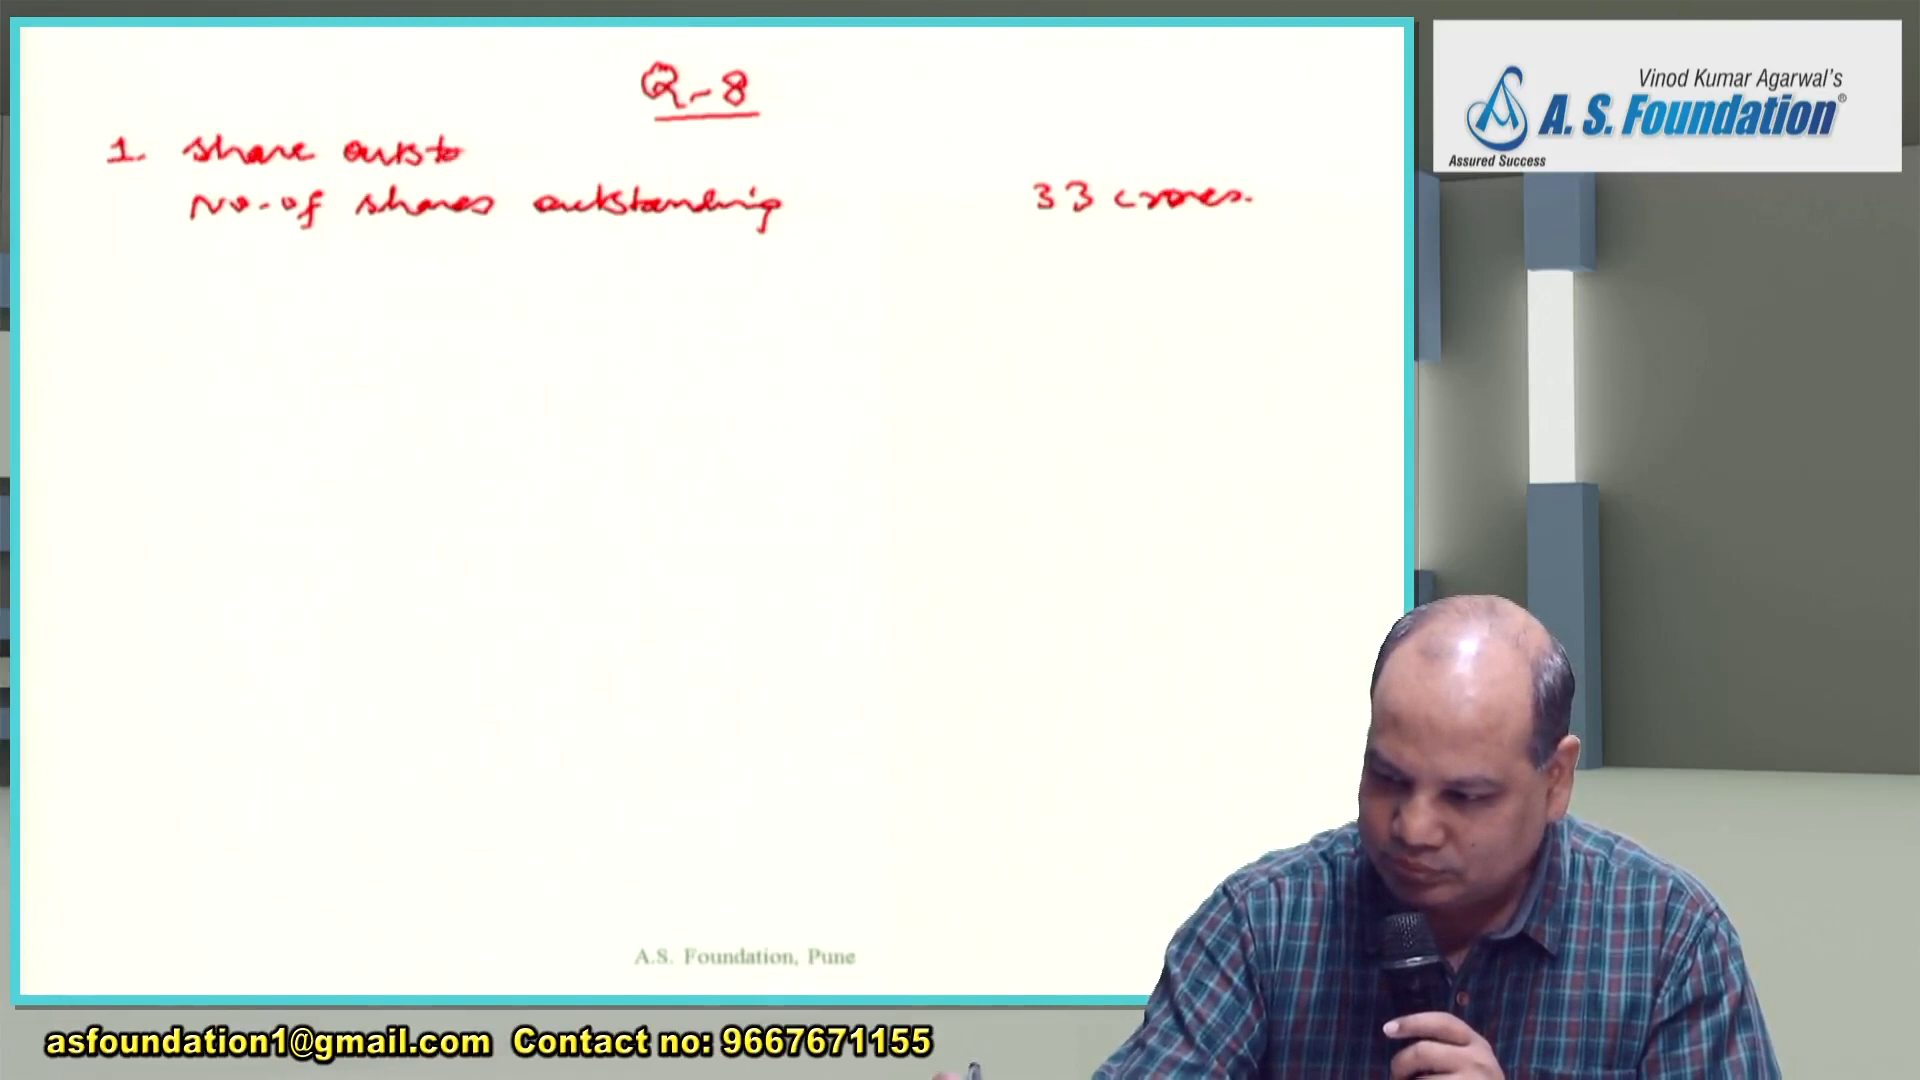 Q-8
1. Share outsto
No. of shares outstanding 33 crores.
A.S. Foundation, Pune
Vinod Kumar Agarwal's
A. S. Foundation®
Assured Success
asfoundation1@gmail.com Contact no: 9667671155